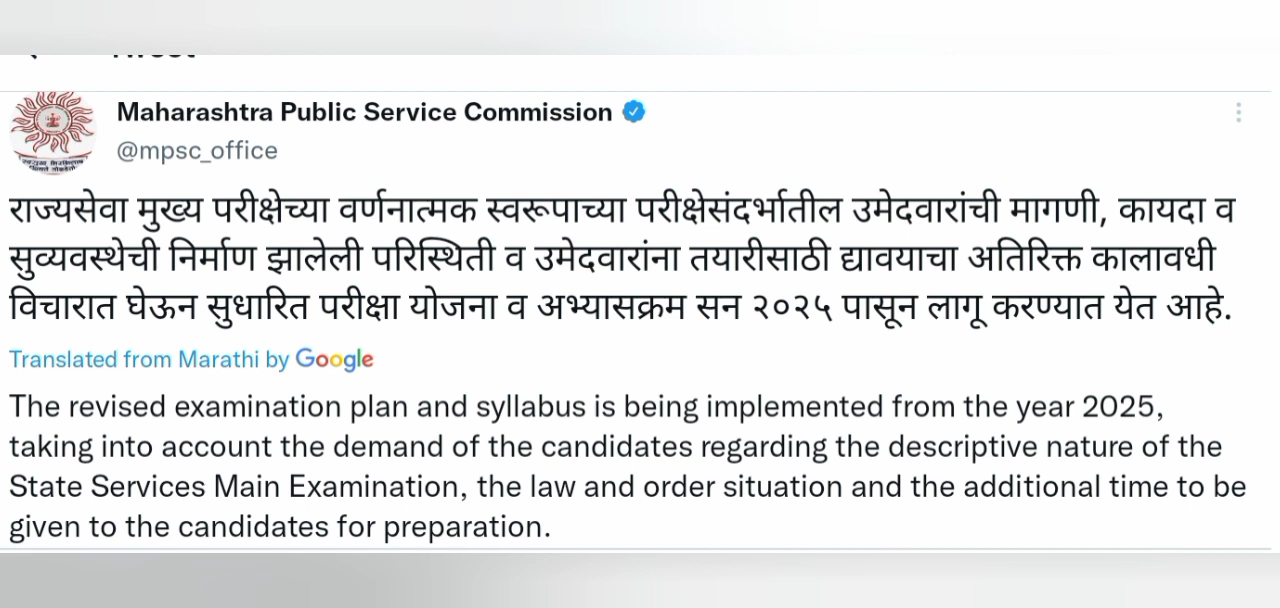 Maharashtra Public Service Commission
@mpsc_office
राज्यसेवा मुख्य परीक्षेच्या वर्णनात्मक स्वरूपाच्या परीक्षेसंदर्भातील उमेदवारांची मागणी, कायदा व
सुव्यवस्थेची निर्माण झालेली परिस्थिती व उमेदवारांना तयारीसाठी द्यावयाचा अतिरिक्त कालावधी
विचारात घेऊन सुधारित परीक्षा योजना व अभ्यासक्रम सन २०२५ पासून लागू करण्यात येत आहे.
Translated from Marathi by Google
The revised examination plan and syllabus is being implemented from the year 2025,
taking into account the demand of the candidates regarding the descriptive nature of the
State Services Main Examination, the law and order situation and the additional time to be
given to the candidates for preparation.